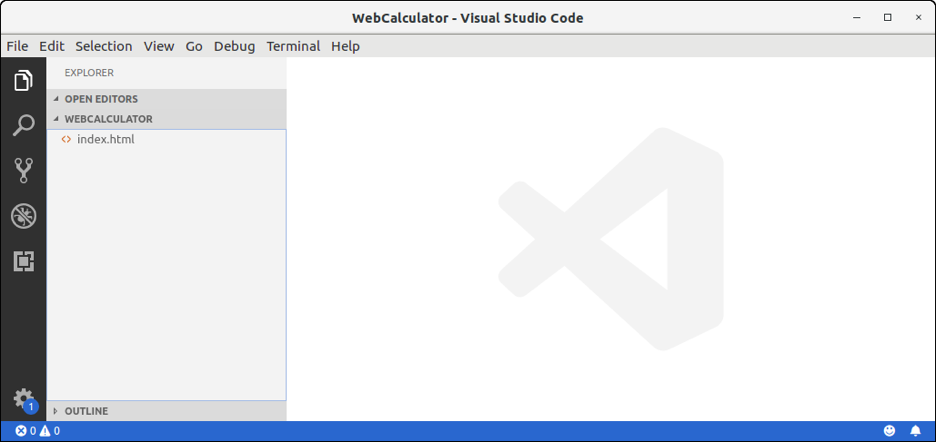 WebCalculator - Visual Studio Code
File Edit Selection View Go Debug Terminal Help
EXPLORER
OPEN EDITORS
WEBCALCULATOR
<> index.html
OUTLINE
1
0 0